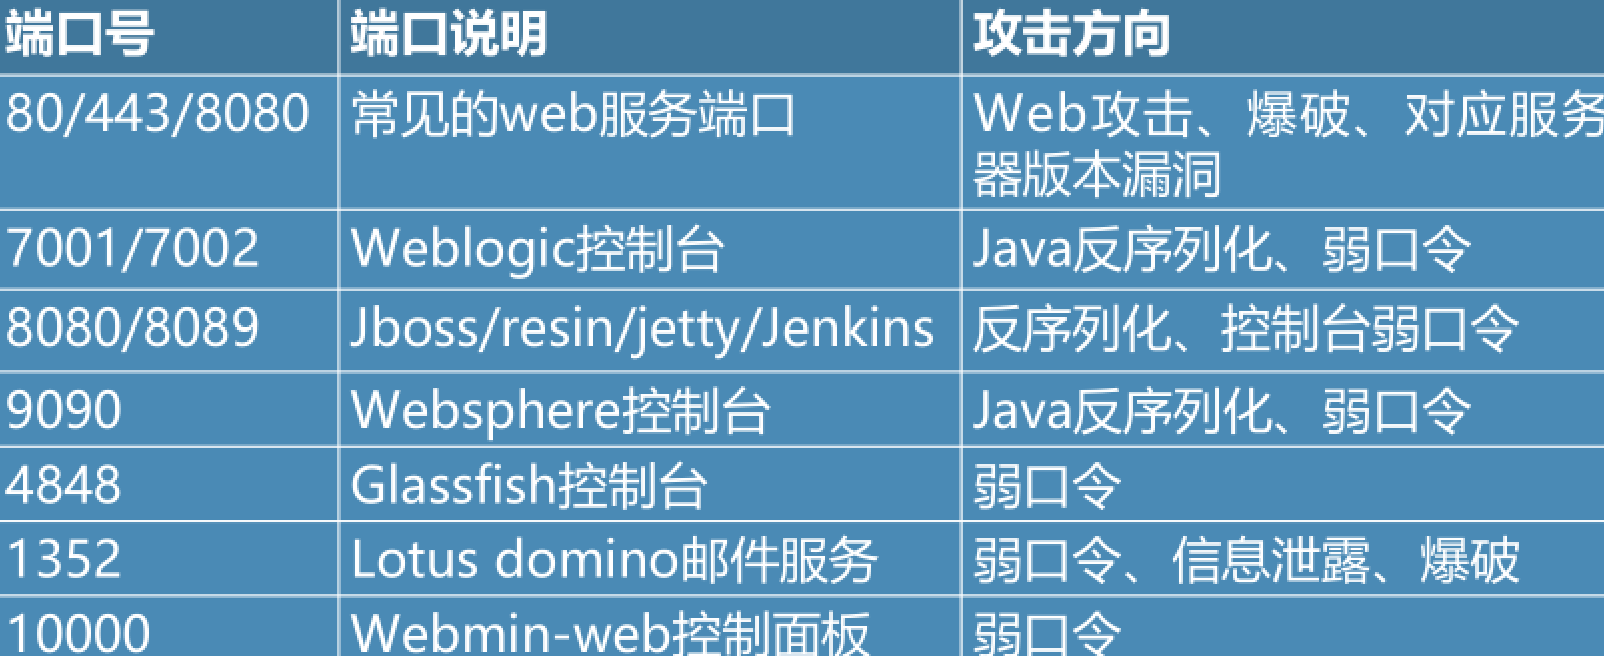 端口号 端口说明 攻击方向
80/443/8080 常见的web服务端口 Web攻击、爆破、对应服务
器版本漏洞
7001/7002 Weblogic控制台 Java反序列化、弱口令
8080/8089 Jboss/resin/jetty/Jenkins 反序列化、控制台弱口令
9090 Websphere控制台 Java反序列化、弱口令
4848 Glassfish控制台 弱口令
1352 Lotus domino邮件服务 弱口令、信息泄露、爆破
10000 Webmin-web控制面板 弱口令